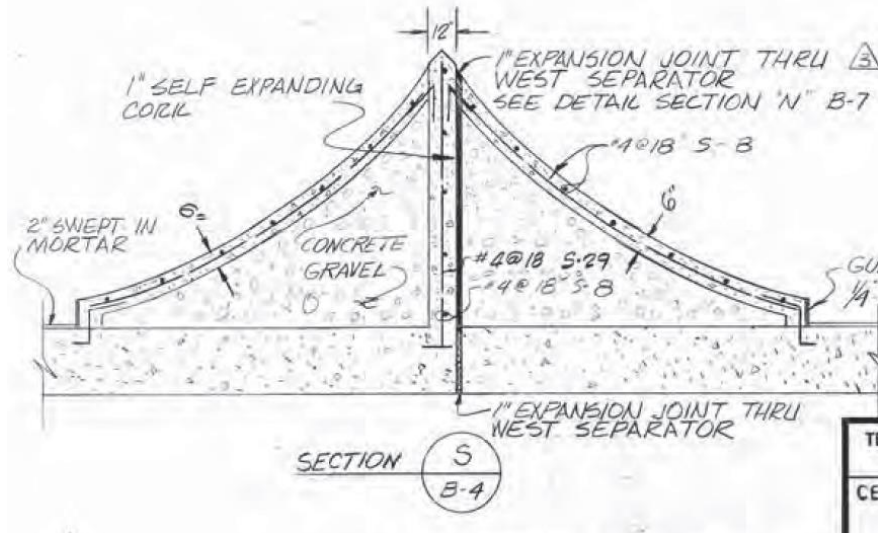 12"
1" EXPANSION JOINT THRU
WEST SEPARATOR
SEE DETAIL SECTION "N" B-7
3
1" SELF EXPANDING
CORK
#4@18" S-8
6"
6"
2" SWEPT IN
MORTAR
CONCRETE
GRAVEL
#4@18 S-29
#4@18" S-8
1/4"
1" EXPANSION JOINT THRU
WEST SEPARATOR
SECTION
S
B-4